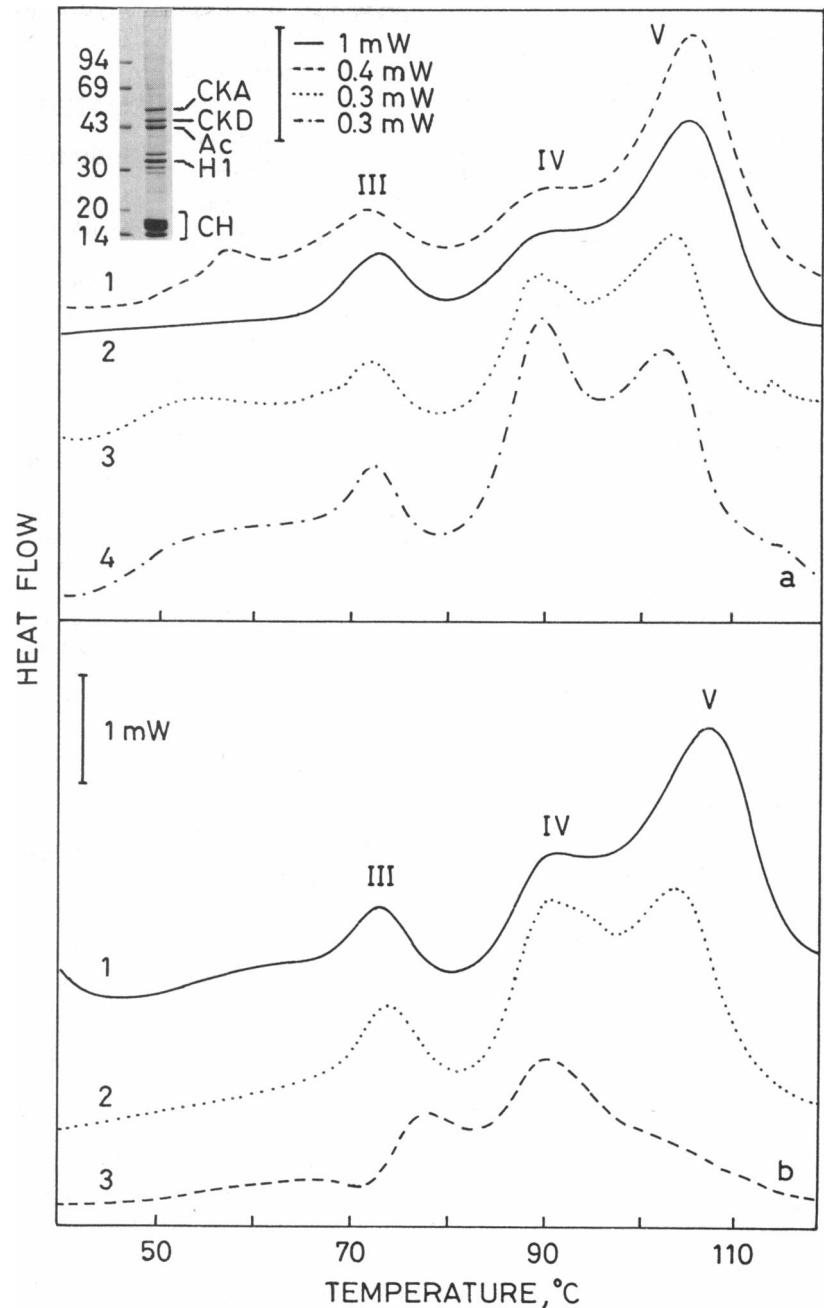 94
69
43
30
20
14
CKA
CKD
Ac
H1
CH
1 mW
0.4 mW
0.3 mW
0.3 mW
III
IV
V
1
2
3
4
a
HEAT FLOW
1 mW
III
IV
V
1
2
3
b
50 70 90 110
TEMPERATURE, °C